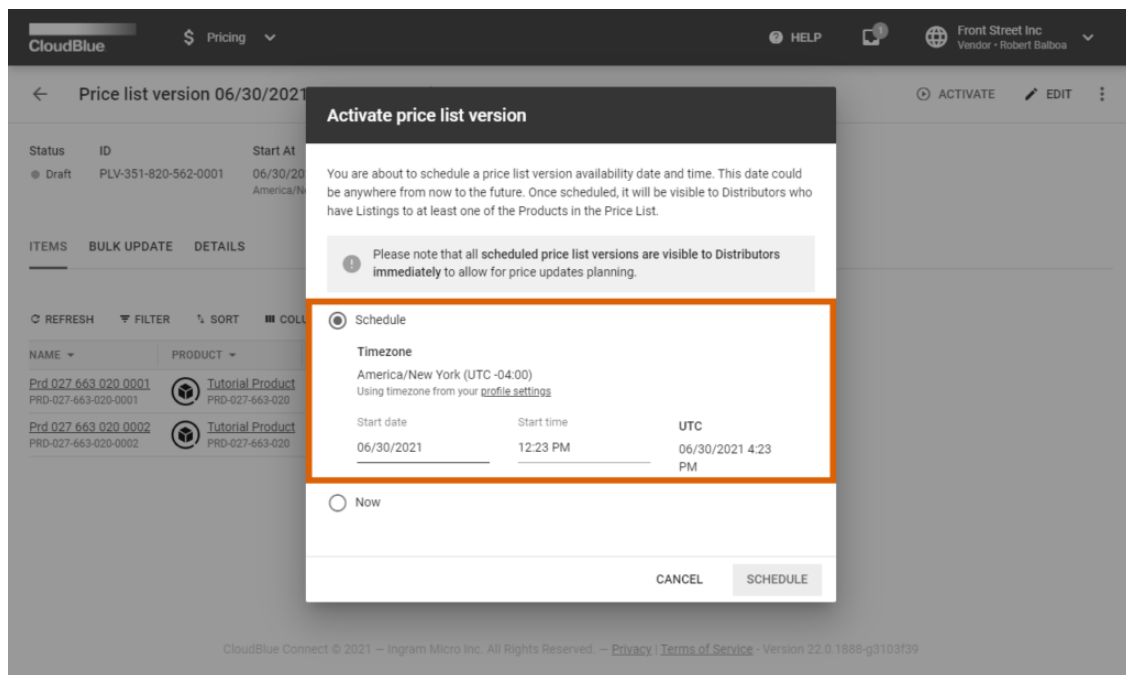 CloudBlue
$ Pricing
HELP
1
Front Street Inc
Vendor • Robert Balboa
Price list version 06/30/2021
ACTIVATE
EDIT
Status ID Start At
Draft PLV-351-820-562-0001 06/30/20
America/N
ITEMS BULK UPDATE DETAILS
REFRESH FILTER SORT COLU
NAME PRODUCT
Prd 027 663 020 0001 Tutorial Product
PRD-027-663-020-0001 PRD-027-663-020
Prd 027 663 020 0002 Tutorial Product
PRD-027-663-020-0002 PRD-027-663-020
Activate price list version
You are about to schedule a price list version availability date and time. This date could
be anywhere from now to the future. Once scheduled, it will be visible to Distributors who
have Listings to at least one of the Products in the Price List.
Please note that all scheduled price list versions are visible to Distributors
immediately to allow for price updates planning.
Schedule
Timezone
America/New York (UTC -04:00)
Using timezone from your profile settings
Start date Start time UTC
06/30/2021 12:23 PM 06/30/2021 4:23
PM
Now
CANCEL SCHEDULE
CloudBlue Connect © 2021 — Ingram Micro Inc. All Rights Reserved. — Privacy | Terms of Service - Version 22.0.1888-g3103f39